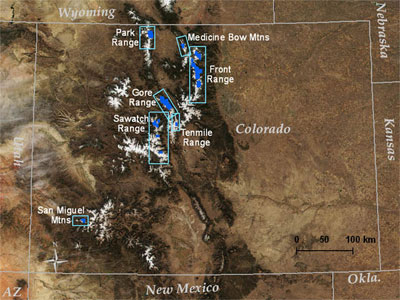 Wyoming
Nebraska
Park
Range
Medicine Bow Mtns
Front
Range
Gore
Range
Sawatch
Range
Tenmile
Range
Colorado
Kansas
Utah
San Miguel
Mtns
0 50 100 km
AZ
New Mexico
Okla.